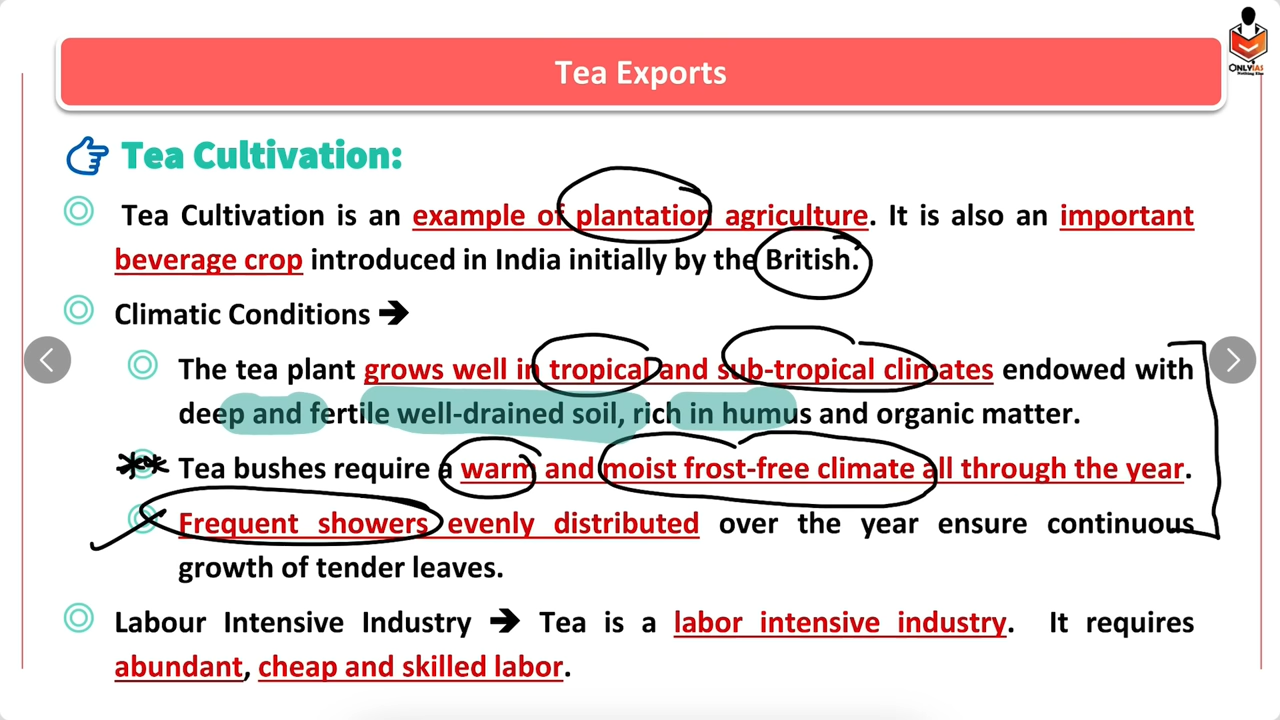 Tea Exports
ONLYIAS
Nothing Else
Tea Cultivation:
Tea Cultivation is an example of plantation agriculture. It is also an important
beverage crop introduced in India initially by the British.
Climatic Conditions ➔
The tea plant grows well in tropical and sub-tropical climates endowed with
deep and fertile well-drained soil, rich in humus and organic matter.
Tea bushes require a warm and moist frost-free climate all through the year.
Frequent showers evenly distributed over the year ensure continuous
growth of tender leaves.
Labour Intensive Industry ➔ Tea is a labor intensive industry. It requires
abundant, cheap and skilled labor.